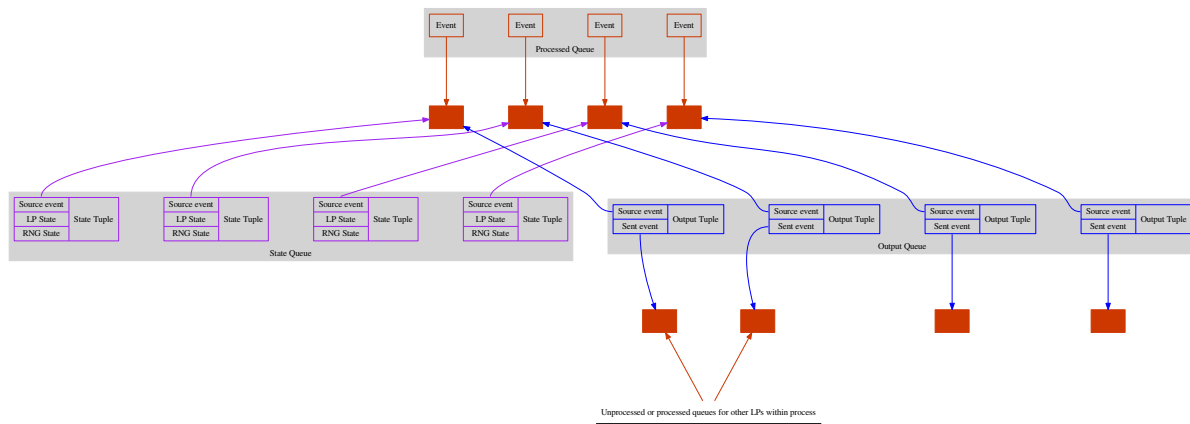 Event Event Event Event
Processed Queue
Source event
LP State
RNG State
State Tuple
Source event
LP State
RNG State
State Tuple
Source event
LP State
RNG State
State Tuple
Source event
LP State
RNG State
State Tuple
State Queue
Source event
Sent event
Output Tuple
Source event
Sent event
Output Tuple
Source event
Sent event
Output Tuple
Source event
Sent event
Output Tuple
Output Queue
Unprocessed or processed queues for other LPs within process